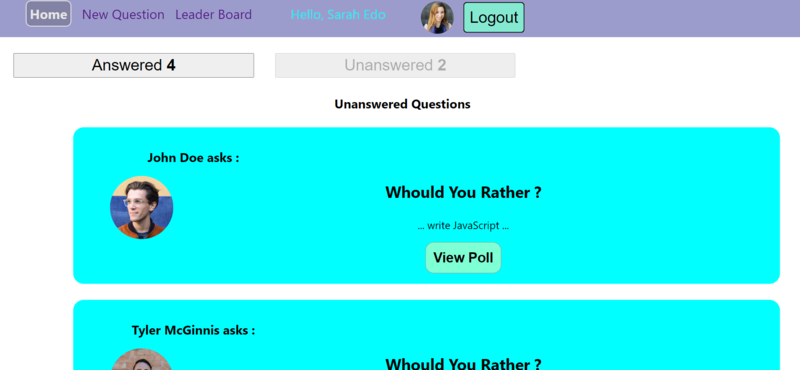 Home New Question Leader Board Hello, Sarah Edo Logout
Answered 4 Unanswered 2
Unanswered Questions
John Doe asks :
Whould You Rather ?
... write JavaScript ...
View Poll
Tyler McGinnis asks :
Whould You Rather ?